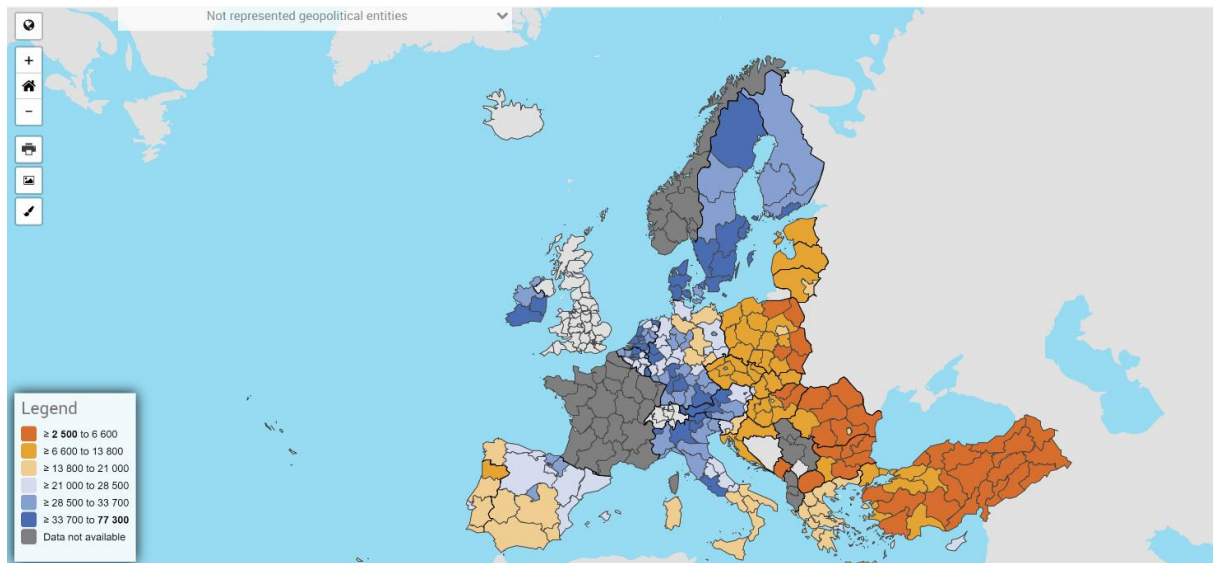 Not represented geopolitical entities
+
−
Legend
≥ 2 500 to 6 600
≥ 6 600 to 13 800
≥ 13 800 to 21 000
≥ 21 000 to 28 500
≥ 28 500 to 33 700
≥ 33 700 to 77 300
Data not available